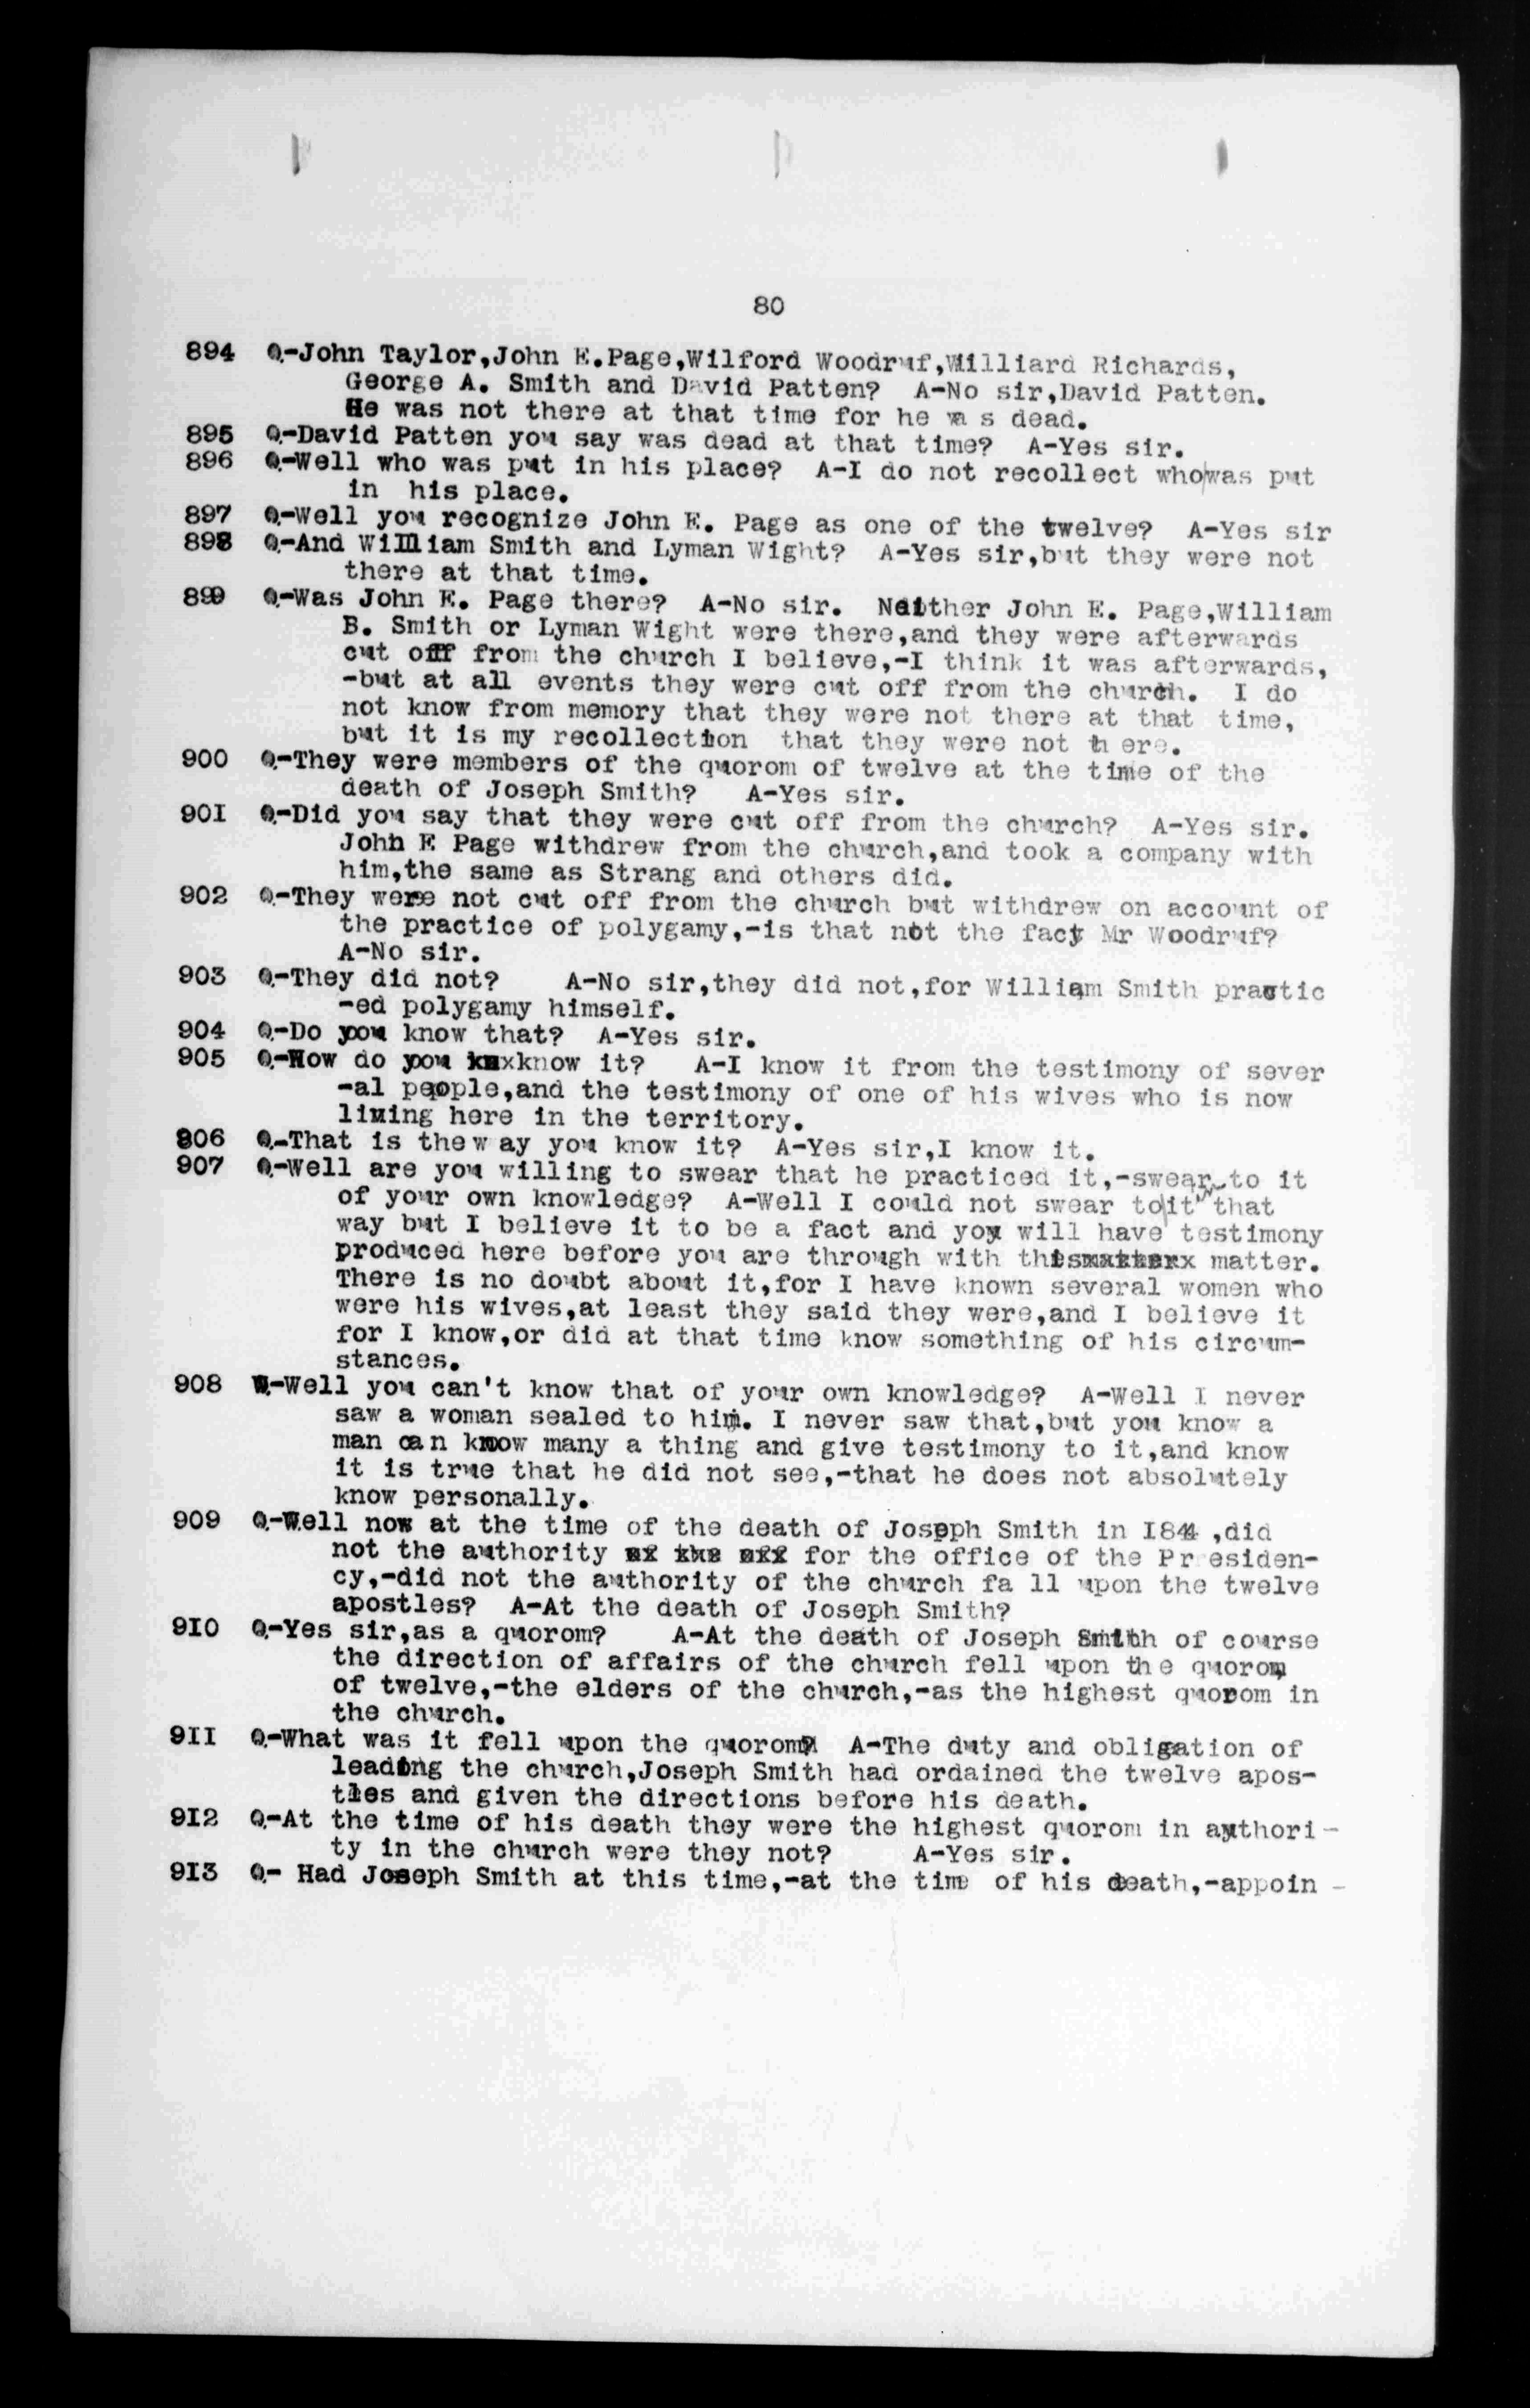 80
894 Q.-John Taylor,John E.Page,Wilford Woodruf,Williard Richards,
George A. Smith and David Patten? A-No sir,David Patten.
He was not there at that time for he wa s dead.
895 Q.-David Patten you say was dead at that time? A-Yes sir.
896 Q.-Well who was put in his place? A-I do not recollect who|was put
in his place.
897 Q.-Well you recognize John E. Page as one of the twelve? A-Yes sir
898 Q.-And William Smith and Lyman Wight? A-Yes sir,but they were not
there at that time.
899 Q.-Was John E. Page there? A-No sir. Neither John E. Page,William
B. Smith or Lyman Wight were there,and they were afterwards
cut off from the church I believe,-I think it was afterwards,
-but at all events they were cut off from the church. I do
not know from memory that they were not there at that time,
but it is my recollection that they were not th ere.
900 Q.-They were members of the quorom of twelve at the time of the
death of Joseph Smith? A-Yes sir.
901 Q.-Did you say that they were cut off from the church? A-Yes sir.
John E Page withdrew from the church,and took a company with
him,the same as Strang and others did.
902 Q.-They were not cut off from the church but withdrew on account of
the practice of polygamy,-is that not the fact Mr Woodruf?
A-No sir.
903 Q.-They did not? A-No sir,they did not,for William Smith practic
-ed polygamy himself.
904 Q.-Do you know that? A-Yes sir.
905 Q.-How do you knxknow it? A-I know it from the testimony of sever
-al people,and the testimony of one of his wives who is now
living here in the territory.
906 Q.-That is thew ay you know it? A-Yes sir,I know it.
907 Q.-Well are you willing to swear that he practiced it,-swear to it
of your own knowledge? A-Well I could not swear to|it in that
way but I believe it to be a fact and you will have testimony
produced here before you are through with thismatterx matter.
There is no doubt about it,for I have known several women who
were his wives,at least they said they were,and I believe it
for I know,or did at that time know something of his circum-
stances.
908 Q.-Well you can't know that of your own knowledge? A-Well I never
saw a woman sealed to him. I never saw that,but you know a
man can know many a thing and give testimony to it,and know
it is true that he did not see,-that he does not absolutely
know personally.
909 Q.-Well now at the time of the death of Joseph Smith in 1844 ,did
not the authority of the off for the office of the Pr esiden-
cy,-did not the authority of the church fa ll upon the twelve
apostles? A-At the death of Joseph Smith?
910 Q.-Yes sir,as a quorom? A-At the death of Joseph Smith of course
the direction of affairs of the church fell upon the quorom
of twelve,-the elders of the church,-as the highest quorom in
the church.
911 Q.-What was it fell upon the quorom? A-The duty and obligation of
leading the church,Joseph Smith had ordained the twelve apos-
tles and given the directions before his death.
912 Q.-At the time of his death they were the highest quorom in authori-
ty in the church were they not? A-Yes sir.
913 Q.- Had Joseph Smith at this time,-at the time of his death,-appoin -